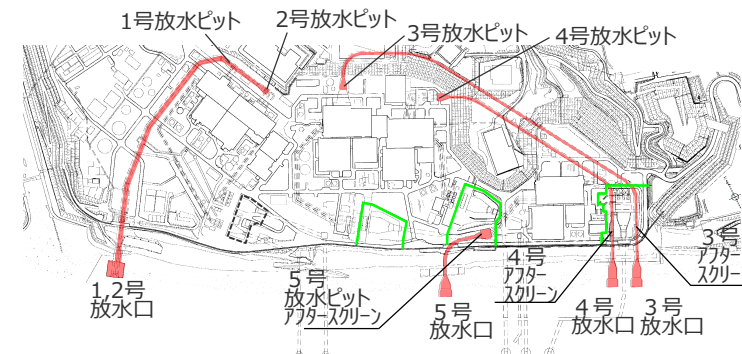 1号放水ピット
2号放水ピット
3号放水ピット
4号放水ピット
1,2号
放水口
5号
放水ピット
アフタースクリーン
5号
放水口
4号
アフター
スクリーン
4号
放水口
3号
放水口
3号
アフター
スクリー